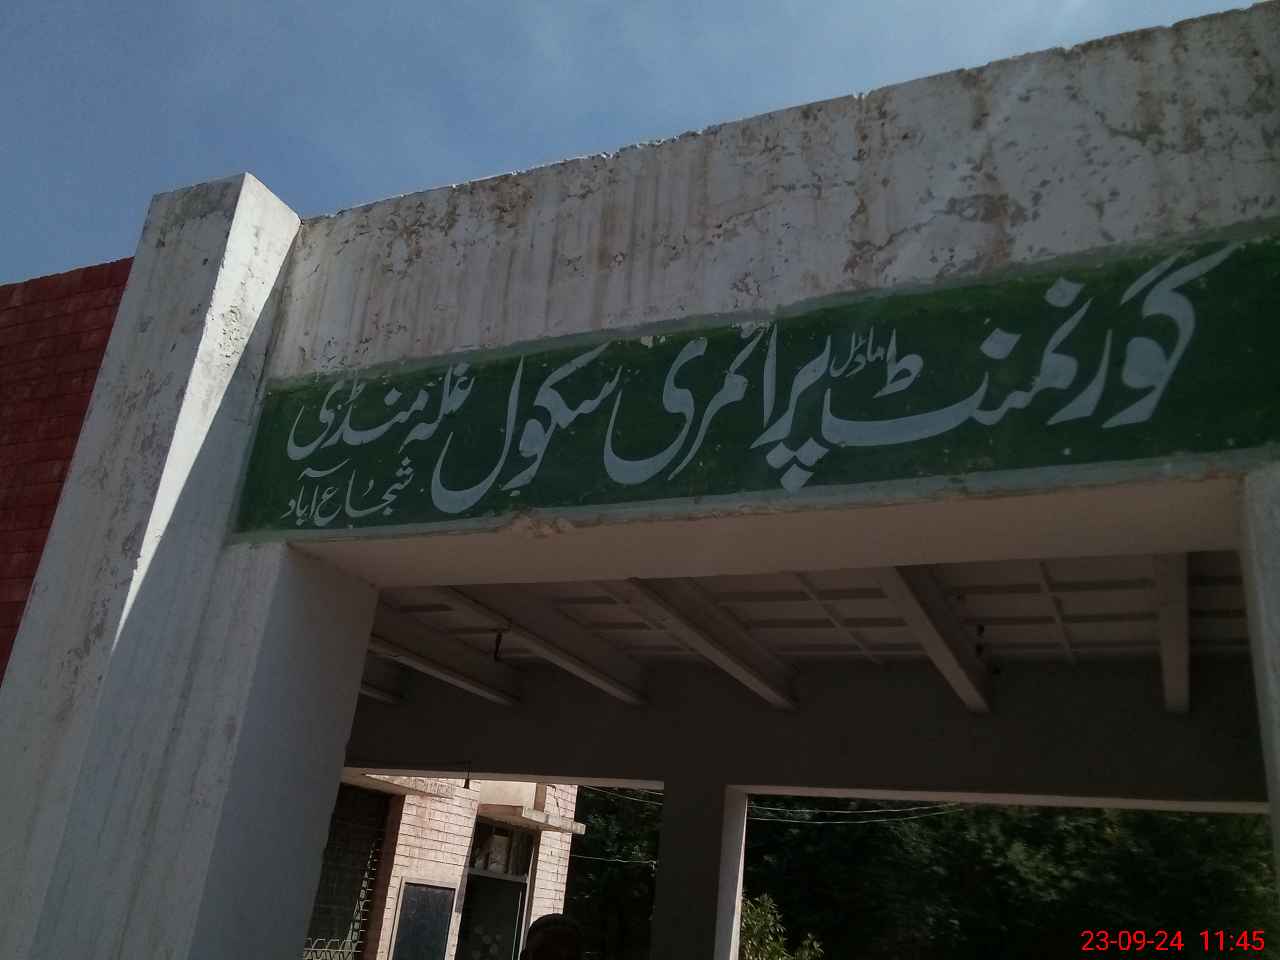 گورنمنٹ ماڈل پرائمری سکول غلہ منڈی
شجاع آباد
23-09-24 11:45